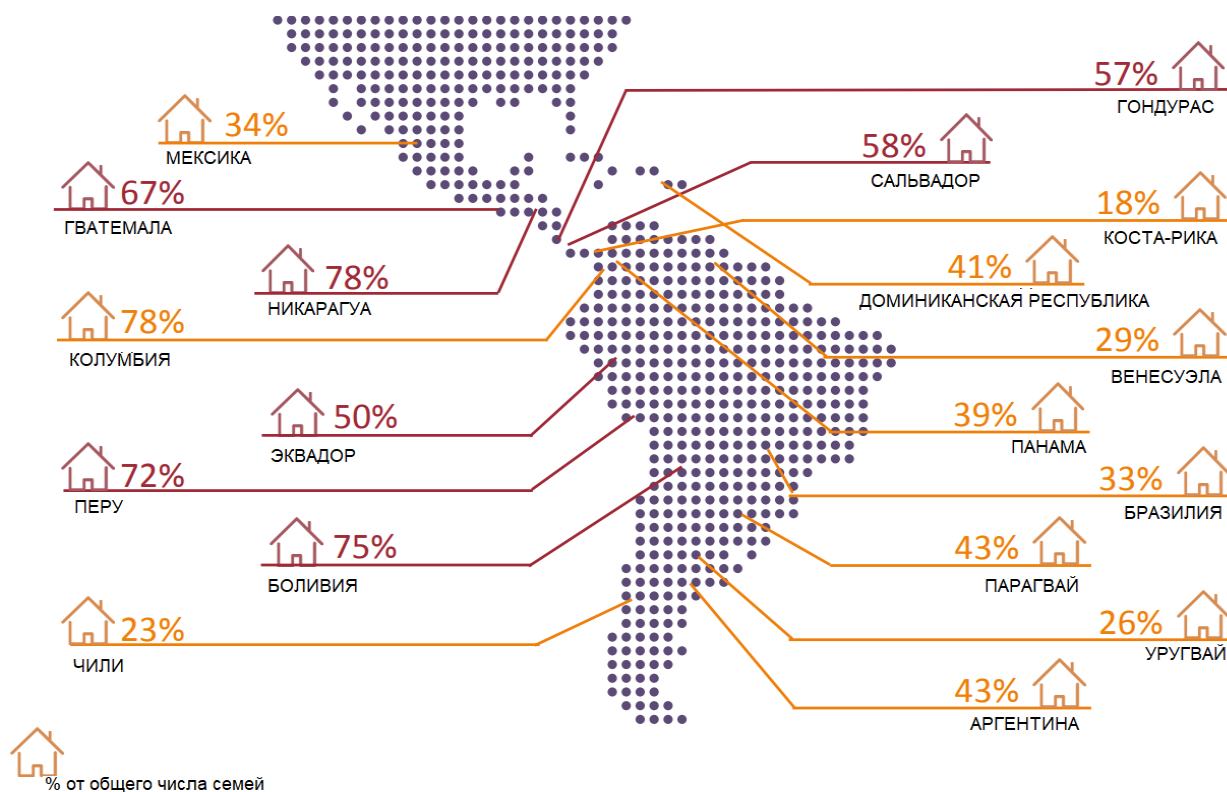 57%
ГОНДУРАС
34%
МЕКСИКА
58%
САЛЬВАДОР
67%
ГВАТЕМАЛА
18%
КОСТА-РИКА
78%
НИКАРАГУА
41%
ДОМИНИКАНСКАЯ РЕСПУБЛИКА
78%
КОЛУМБИЯ
29%
ВЕНЕСУЭЛА
50%
ЭКВАДОР
39%
ПАНАМА
72%
ПЕРУ
33%
БРАЗИЛИЯ
75%
БОЛИВИЯ
43%
ПАРАГВАЙ
23%
ЧИЛИ
26%
УРУГВАЙ
43%
АРГЕНТИНА
% от общего числа семей